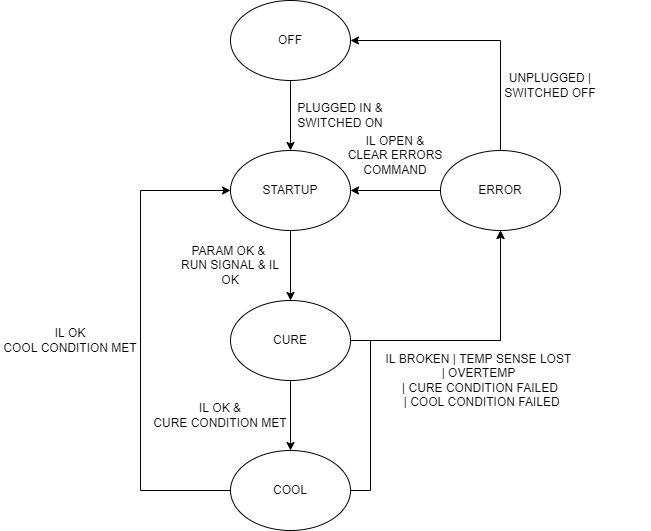 OFF
UNPLUGGED |
SWITCHED OFF
PLUGGED IN &
SWITCHED ON
IL OPEN &
CLEAR ERRORS
COMMAND
STARTUP
ERROR
PARAM OK &
RUN SIGNAL & IL
OK
IL OK
COOL CONDITION MET
CURE
IL BROKEN | TEMP SENSE LOST
| OVERTEMP
| CURE CONDITION FAILED
| COOL CONDITION FAILED
IL OK &
CURE CONDITION MET
COOL